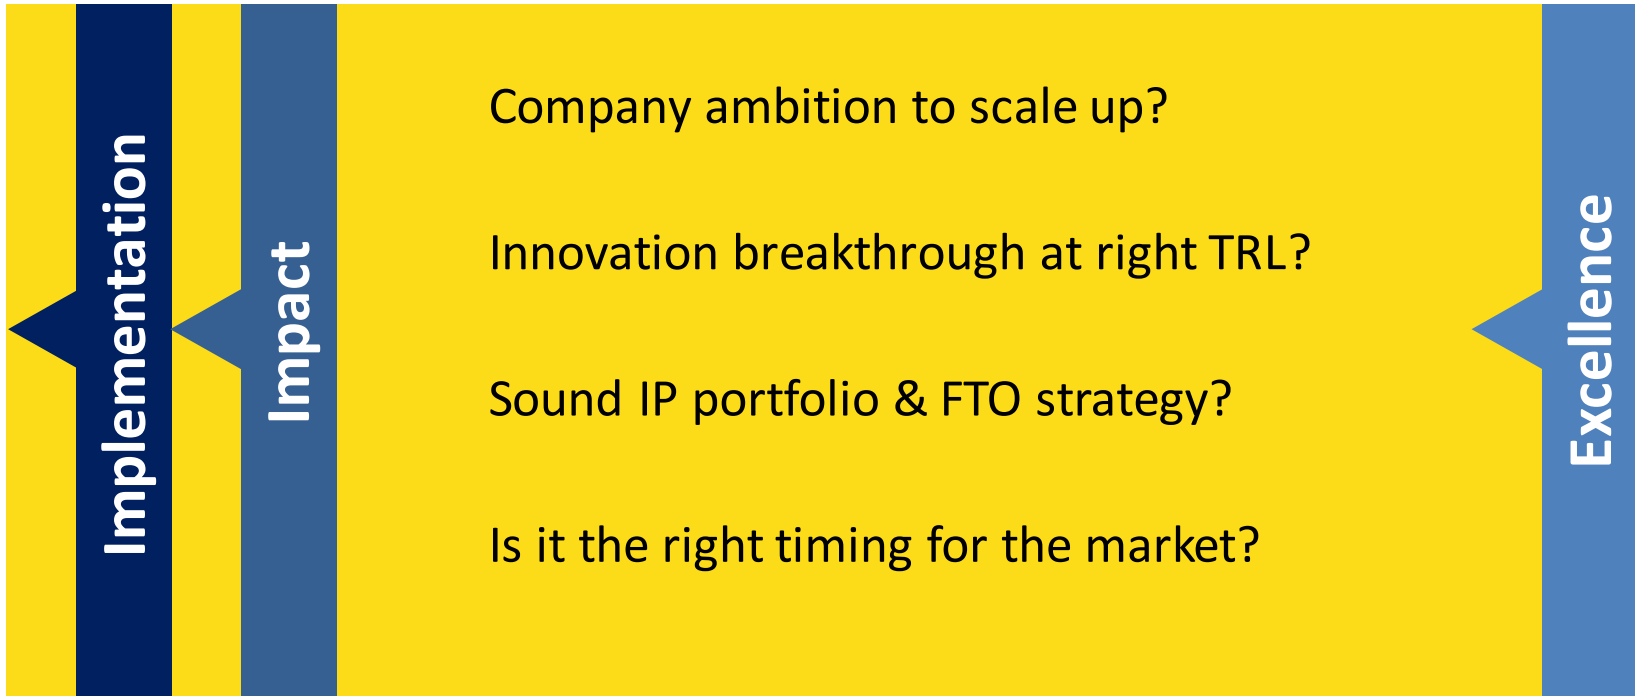 Implementation
Impact
Company ambition to scale up?
Innovation breakthrough at right TRL?
Sound IP portfolio & FTO strategy?
Is it the right timing for the market?
Excellence